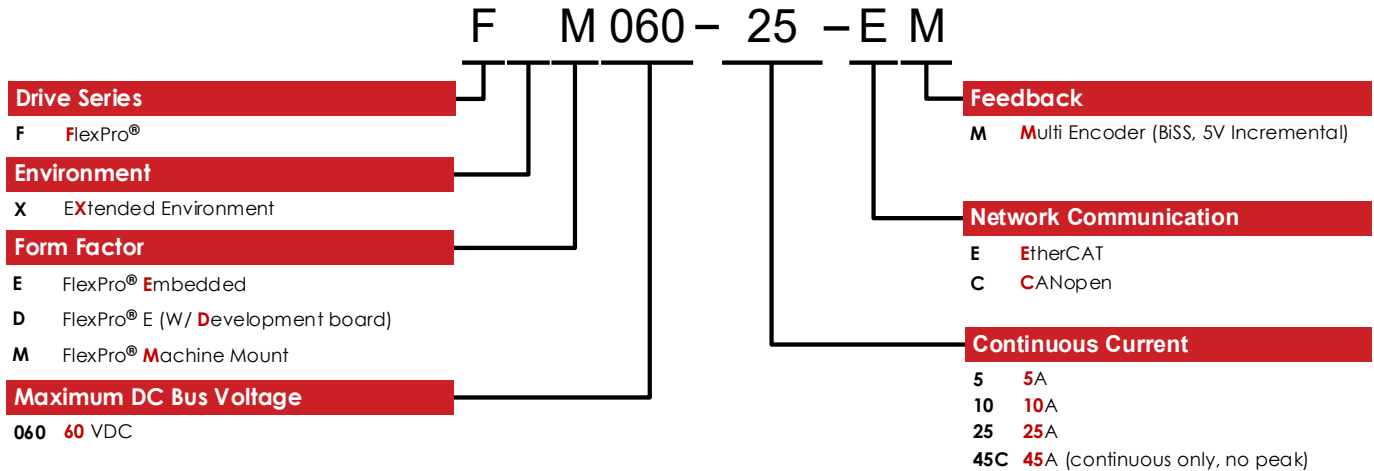 F M 060 – 25 – E M
Drive Series
F FlexPro®
Environment
X EXtended Environment
Form Factor
E FlexPro® Embedded
D FlexPro® E (W/ Development board)
M FlexPro® Machine Mount
Maximum DC Bus Voltage
060 60 VDC
Feedback
M Multi Encoder (BiSS, 5V Incremental)
Network Communication
E EtherCAT
C CANopen
Continuous Current
5 5A
10 10A
25 25A
45C 45A (continuous only, no peak)